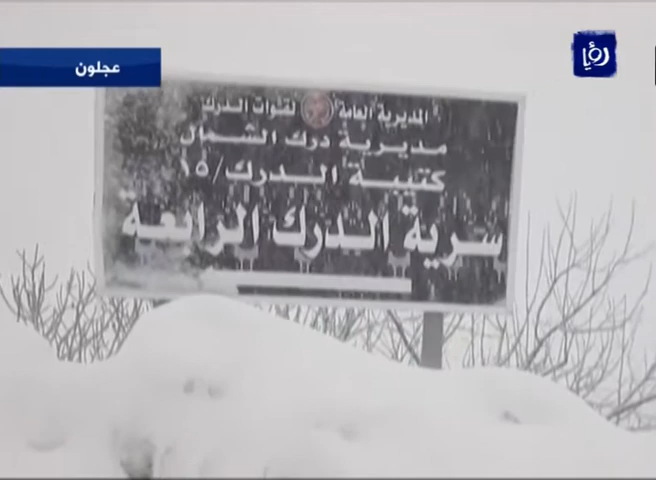 رؤيا
عجلون
المديرية العامة لقوات الدرك
مديرية درك الشمال
كتيبة الدرك/١٥
سرية الدرك الرابعة